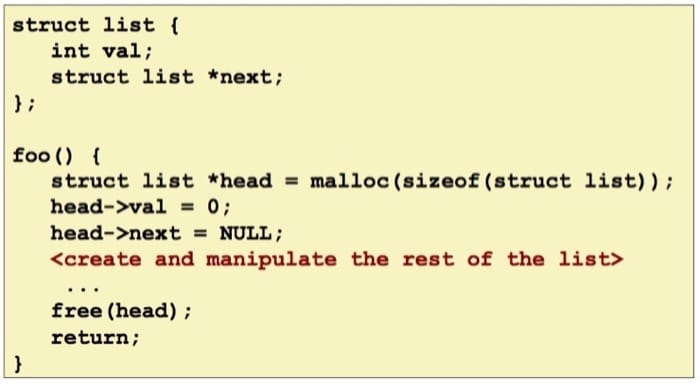 struct list {
int val;
struct list *next;
};
foo() {
struct list *head = malloc(sizeof(struct list));
head->val = 0;
head->next = NULL;
<create and manipulate the rest of the list>
...
free(head);
return;
}